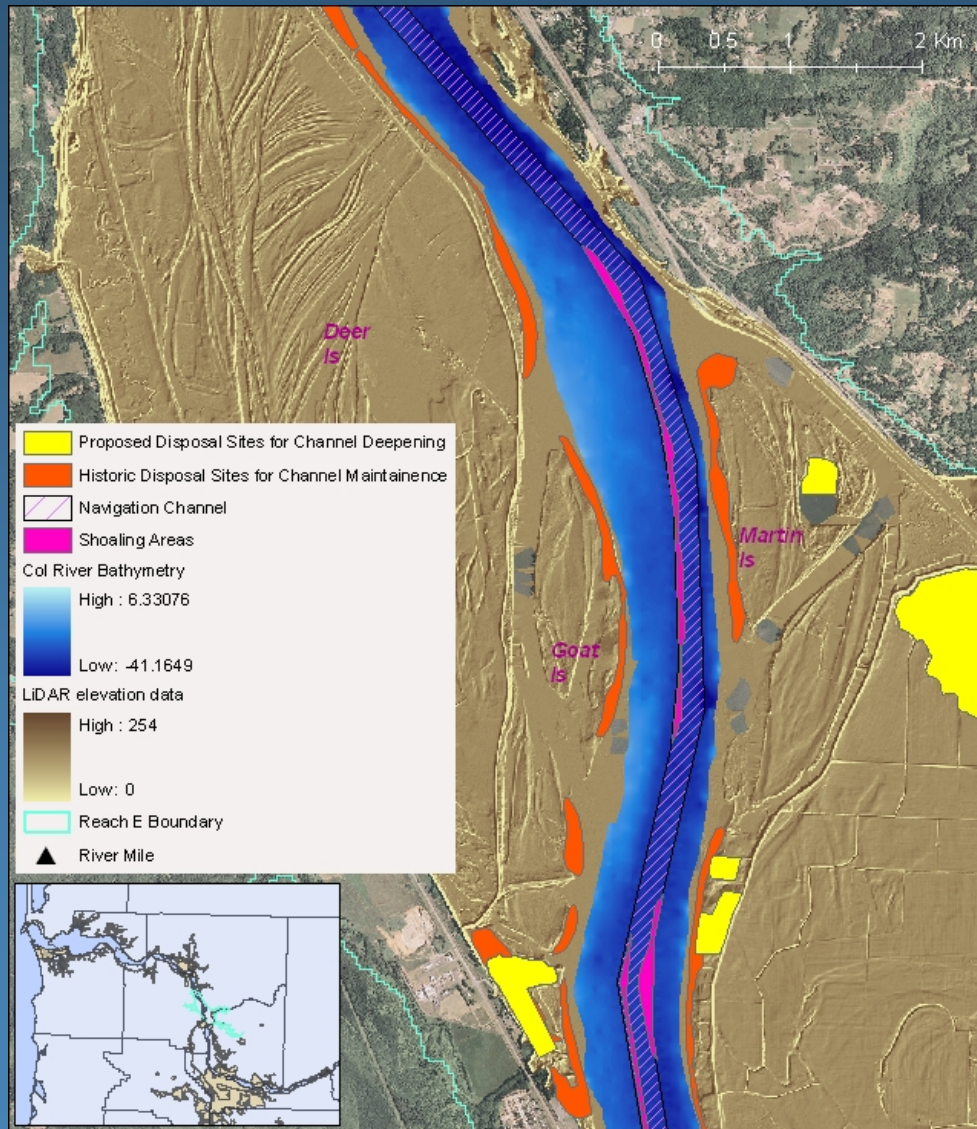 0 0.5 1 2 Km
Deer
Is
Proposed Disposal Sites for Channel Deepening
Historic Disposal Sites for Channel Maintainence
Navigation Channel
Shoaling Areas
Col River Bathymetry
High : 6.33076
Low: -41.1649
LiDAR elevation data
High : 254
Low: 0
Reach E Boundary
River Mile
Martin
Is
Goat
Is